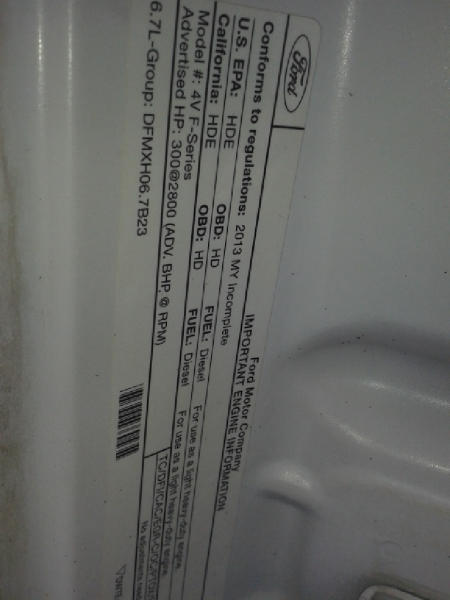 Ford
Ford Motor Company
IMPORTANT ENGINE INFORMATION
Conforms to regulations: 2013 MY Incomplete
U.S. EPA: HDE OBD: HD FUEL: Diesel For use as a light heavy-duty engine
California: HDE OBD: HD FUEL: Diesel For use as a light heavy-duty engine
Model #: 4V F-Series
Advertised HP: 300@2800 (ADV. BHP @ RPM)
6.7L-Group: DFMXH06.7B23
No adjustments